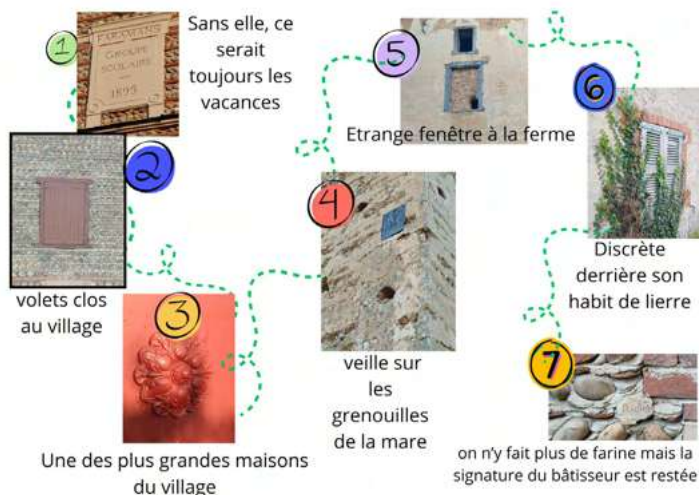 1
FARAMANS
GROUPE
SCOLAIRE
1895
Sans elle, ce
serait
toujours les
vacances
2
volets clos
au village
3
Une des plus grandes maisons
du village
4
veille sur
les
grenouilles
de la mare
5
Etrange fenêtre à la ferme
6
Discrète
derrière son
habit de lierre
7
on n'y fait plus de farine mais la
signature du bâtisseur est restée